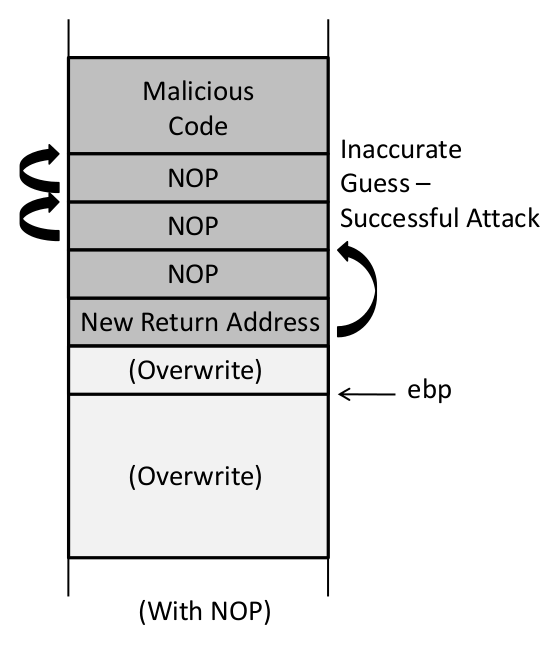 Malicious
Code
Inaccurate
Guess –
Successful Attack
NOP
NOP
NOP
New Return Address
(Overwrite)
ebp
(Overwrite)
(With NOP)